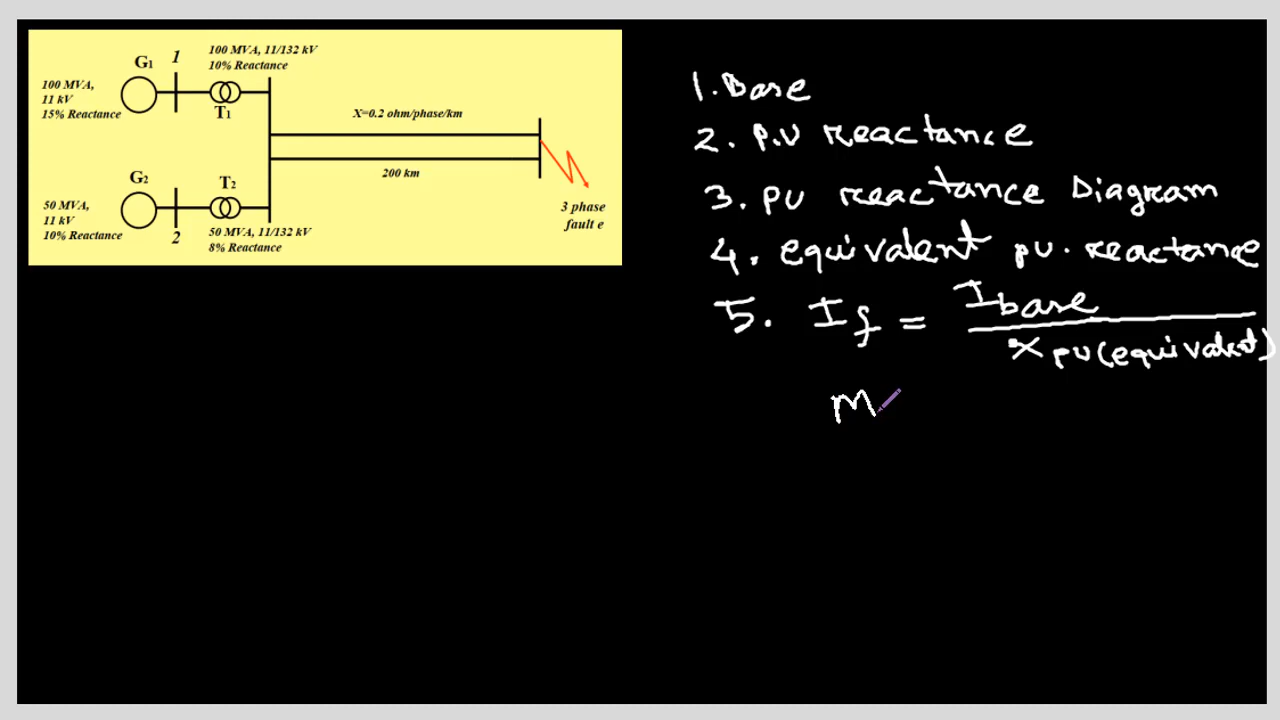 G1
1
100 MVA, 11/132 kV
10% Reactance
100 MVA,
11 kV
15% Reactance
T1
X=0.2 ohm/phase/km
200 km
G2
T2
50 MVA,
11 kV
10% Reactance
2
50 MVA, 11/132 kV
8% Reactance
3 phase
fault e
1. Base
2. P.U reactance
3. PU reactance Diagram
4. equivalent pu. reactance
5. If = Ibase / X pu(equivalent)
M